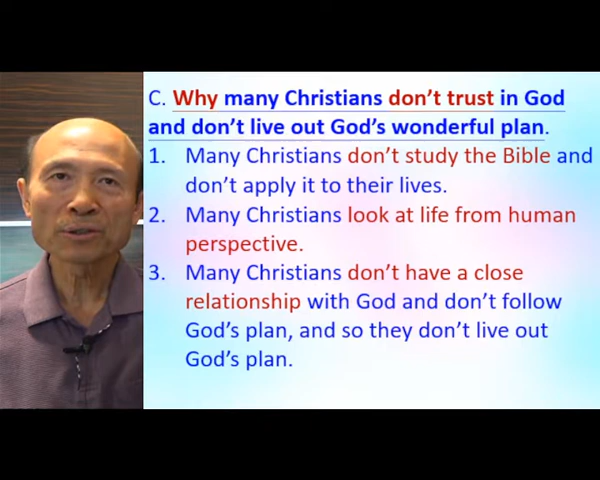 C. Why many Christians don't trust in God
and don't live out God's wonderful plan.
1. Many Christians don't study the Bible and
don't apply it to their lives.
2. Many Christians look at life from human
perspective.
3. Many Christians don't have a close
relationship with God and don't follow
God's plan, and so they don't live out
God's plan.